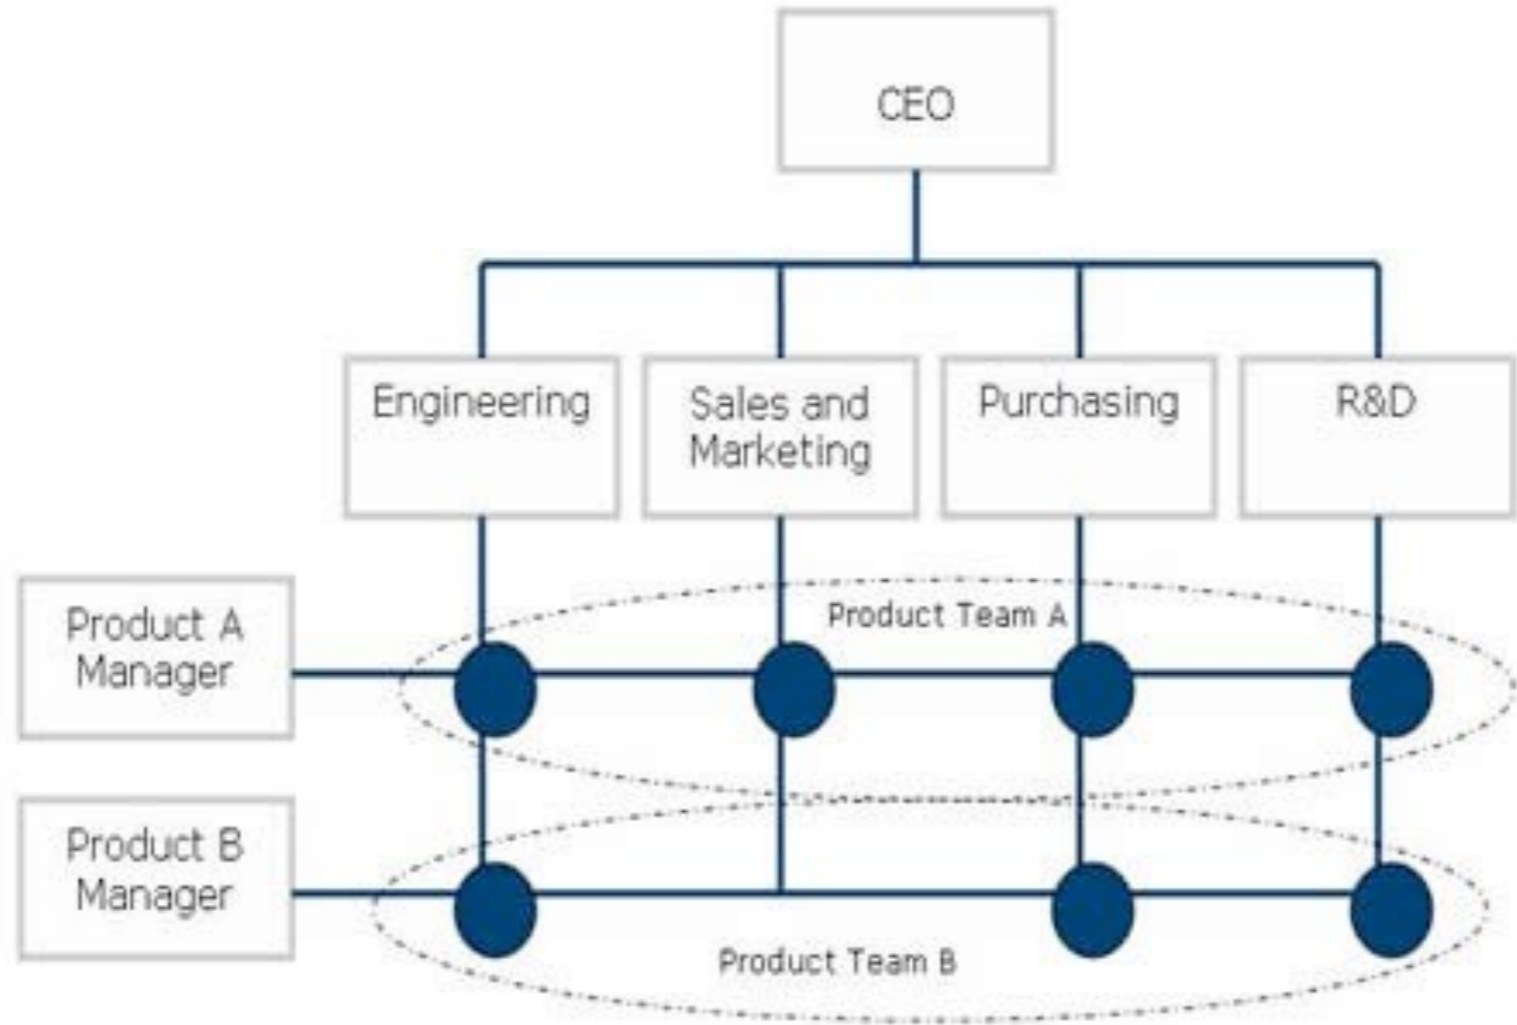 CEO
Engineering
Sales and
Marketing
Purchasing
R&D
Product A
Manager
Product Team A
Product B
Manager
Product Team B